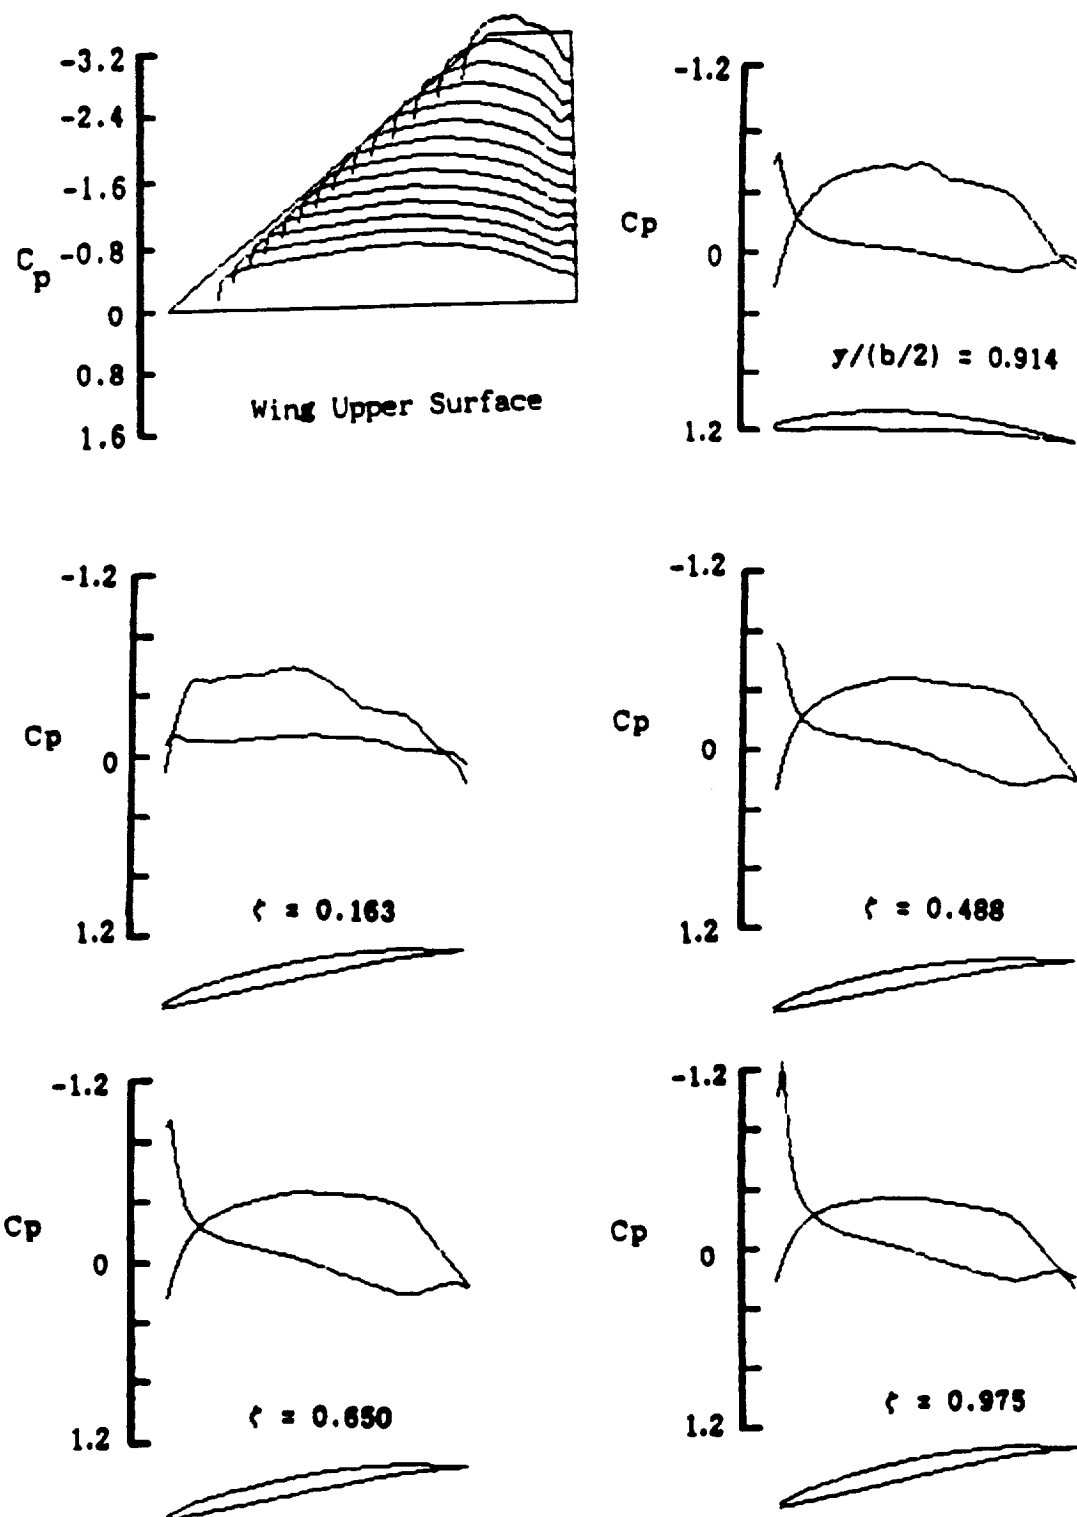 -3.2
-2.4
-1.6
-0.8
Cp
0
0.8
1.6
Wing Upper Surface
-1.2
Cp
0
1.2
y/(b/2) = 0.914
-1.2
Cp
0
1.2
ζ = 0.163
-1.2
Cp
0
1.2
ζ = 0.488
-1.2
Cp
0
1.2
ζ = 0.650
-1.2
Cp
0
1.2
ζ = 0.975